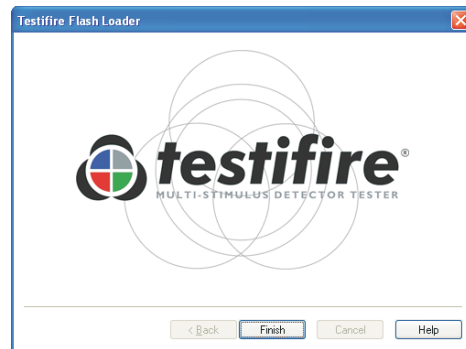 Testifire Flash Loader
testifire®
MULTI-STIMULUS DETECTOR TESTER
< Back
Finish
Cancel
Help